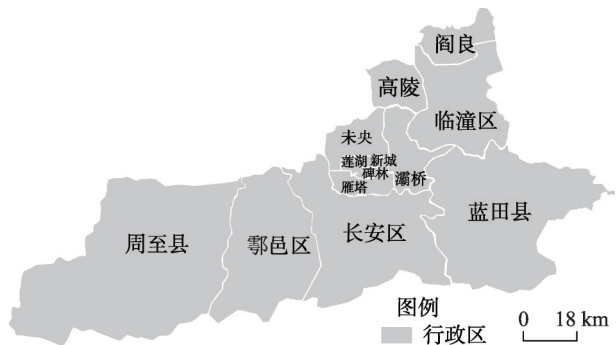 阎良
高陵
临潼区
未央
莲湖 新城
碑林
雁塔
灞桥
蓝田县
周至县
鄠邑区
长安区
图例
行政区
0 18 km